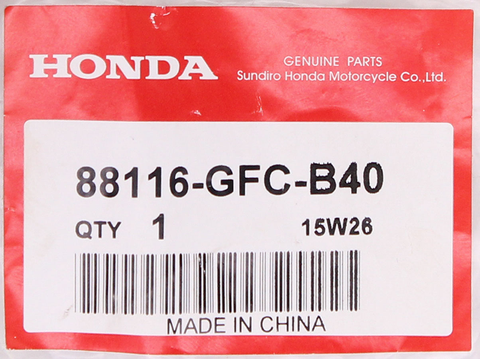 HONDA
GENUINE PARTS
Sundiro Honda Motorcycle Co.,Ltd.
88116-GFC-B40
QTY 1 15W26
MADE IN CHINA